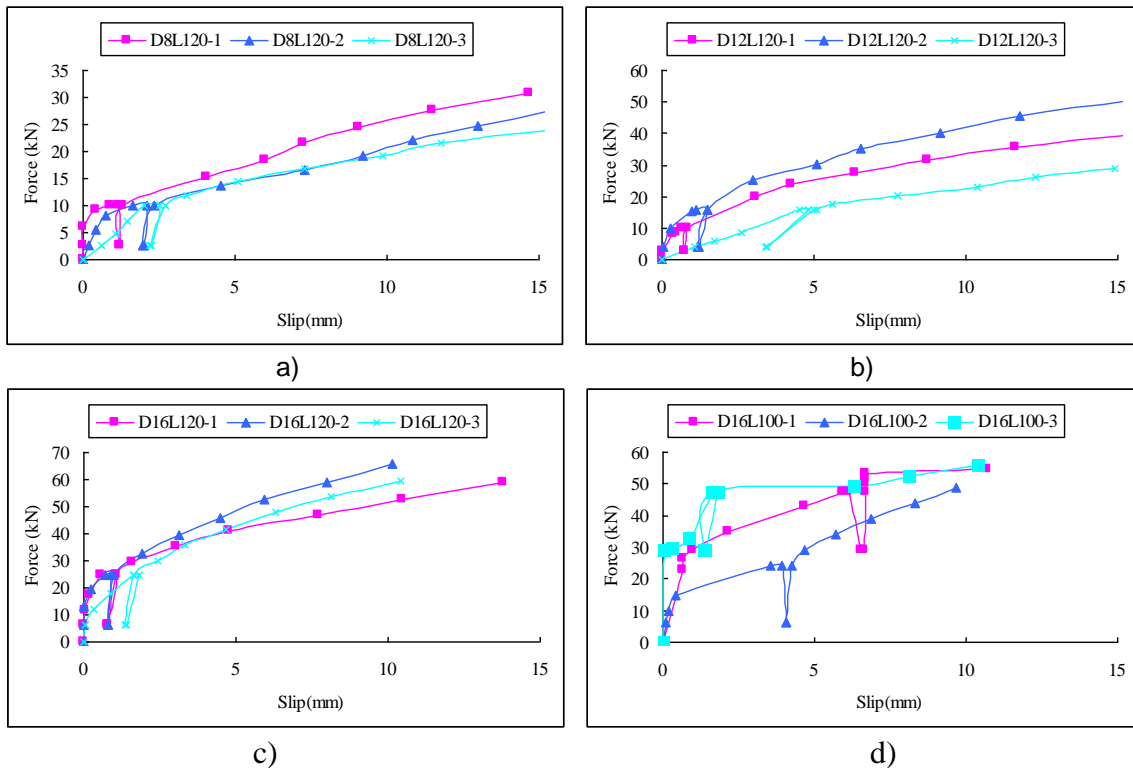 D8L120-1 D8L120-2 D8L120-3
35
30
25
20
15
10
5
0
Force (kN)
0 5 10 15
Slip(mm)
a)
D12L120-1 D12L120-2 D12L120-3
60
50
40
30
20
10
0
Force (kN)
0 5 10 15
Slip(mm)
b)
D16L120-1 D16L120-2 D16L120-3
70
60
50
40
30
20
10
0
Force (kN)
0 5 10 15
Slip(mm)
c)
D16L100-1 D16L100-2 D16L100-3
60
50
40
30
20
10
0
Force (kN)
0 5 10 15
Slip(mm)
d)